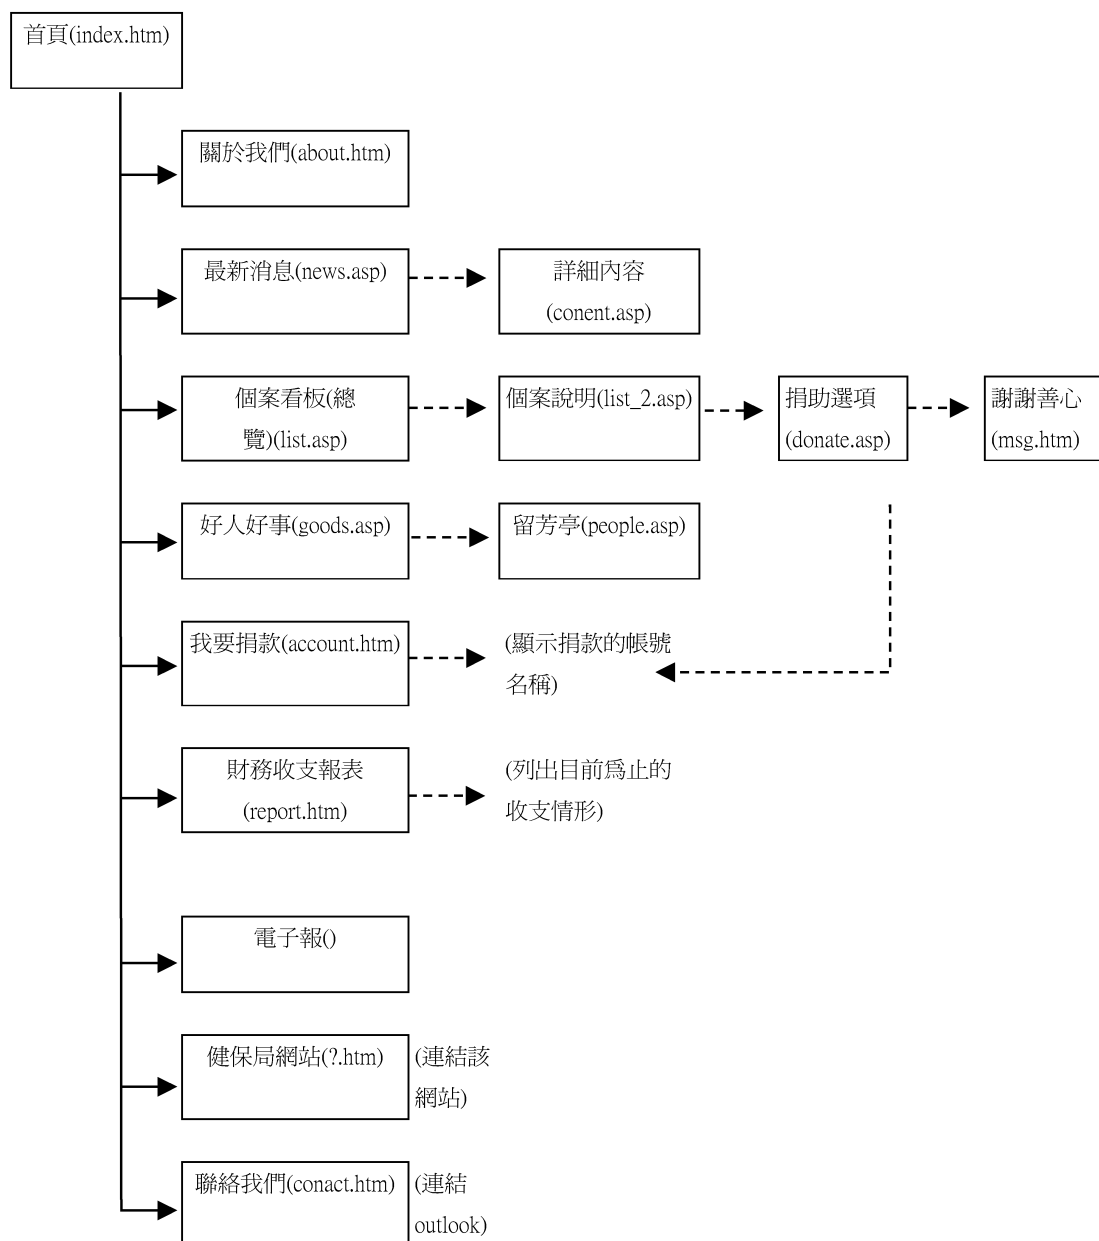 首頁(index.htm)
關於我們(about.htm)
最新消息(news.asp)
詳細內容
(conent.asp)
個案看板(總
覽)(list.asp)
個案說明(list_2.asp)
捐助選項
(donate.asp)
謝謝善心
(msg.htm)
好人好事(goods.asp)
留芳亭(people.asp)
我要捐款(account.htm)
(顯示捐款的帳號
名稱)
財務收支報表
(report.htm)
(列出目前爲止的
收支情形)
電子報()
健保局網站(?.htm)
(連結該
網站)
聯絡我們(conact.htm)
(連結
outlook)